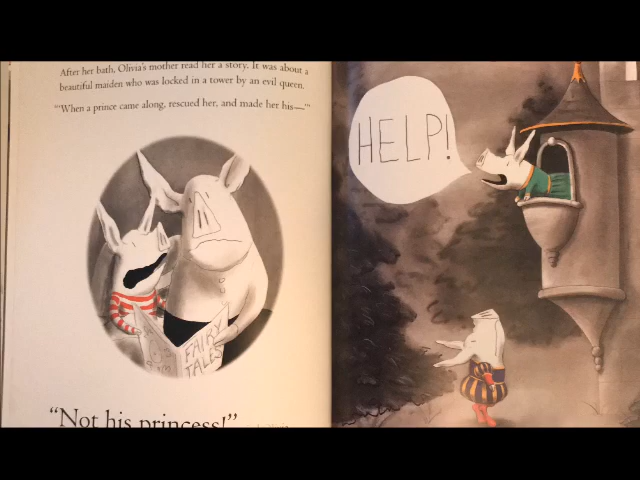 After her bath, Olivia's mother read her a story. It was about a
beautiful maiden who was locked in a tower by an evil queen.
"'When a prince came along, rescued her, and made her his—'"
HELP!
FAIRY
TALES
"Not his princess!"